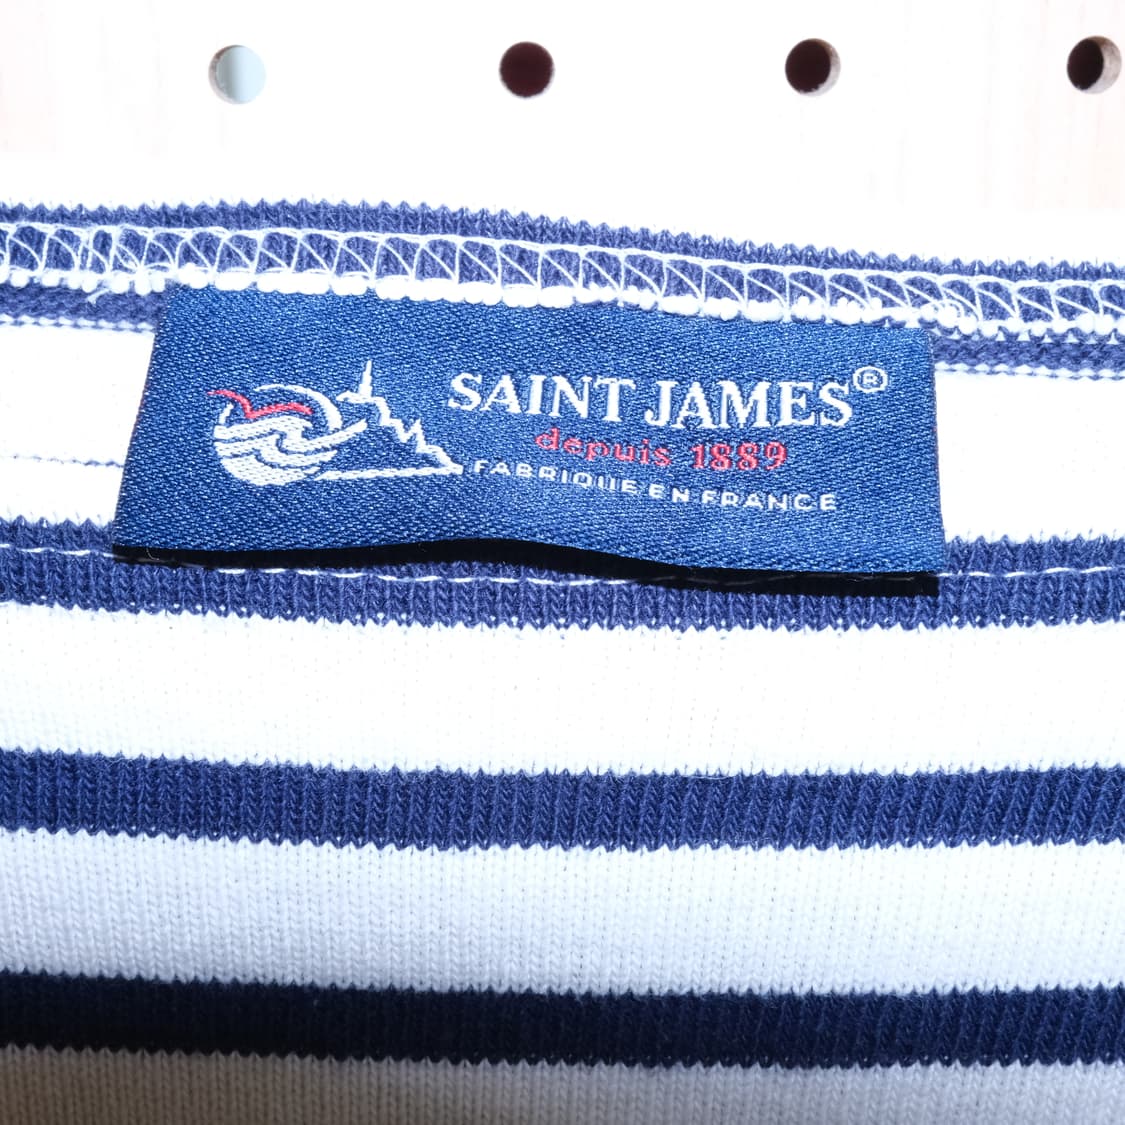 SAINT JAMES®
depuis 1889
FABRIQUE EN FRANCE